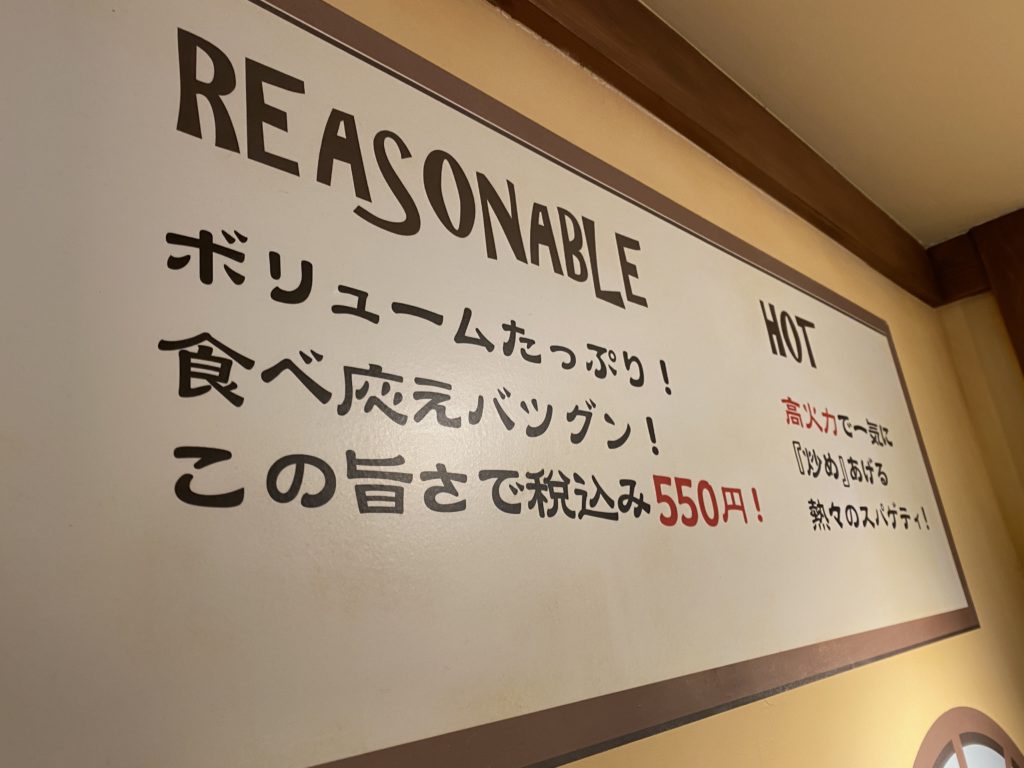 REASONABLE
ボリュームたっぷり！
食べ応えバツグン！
この旨さで税込み550円！
HOT
高火力で一気に
『炒め』あげる
熱々のスパゲティ！